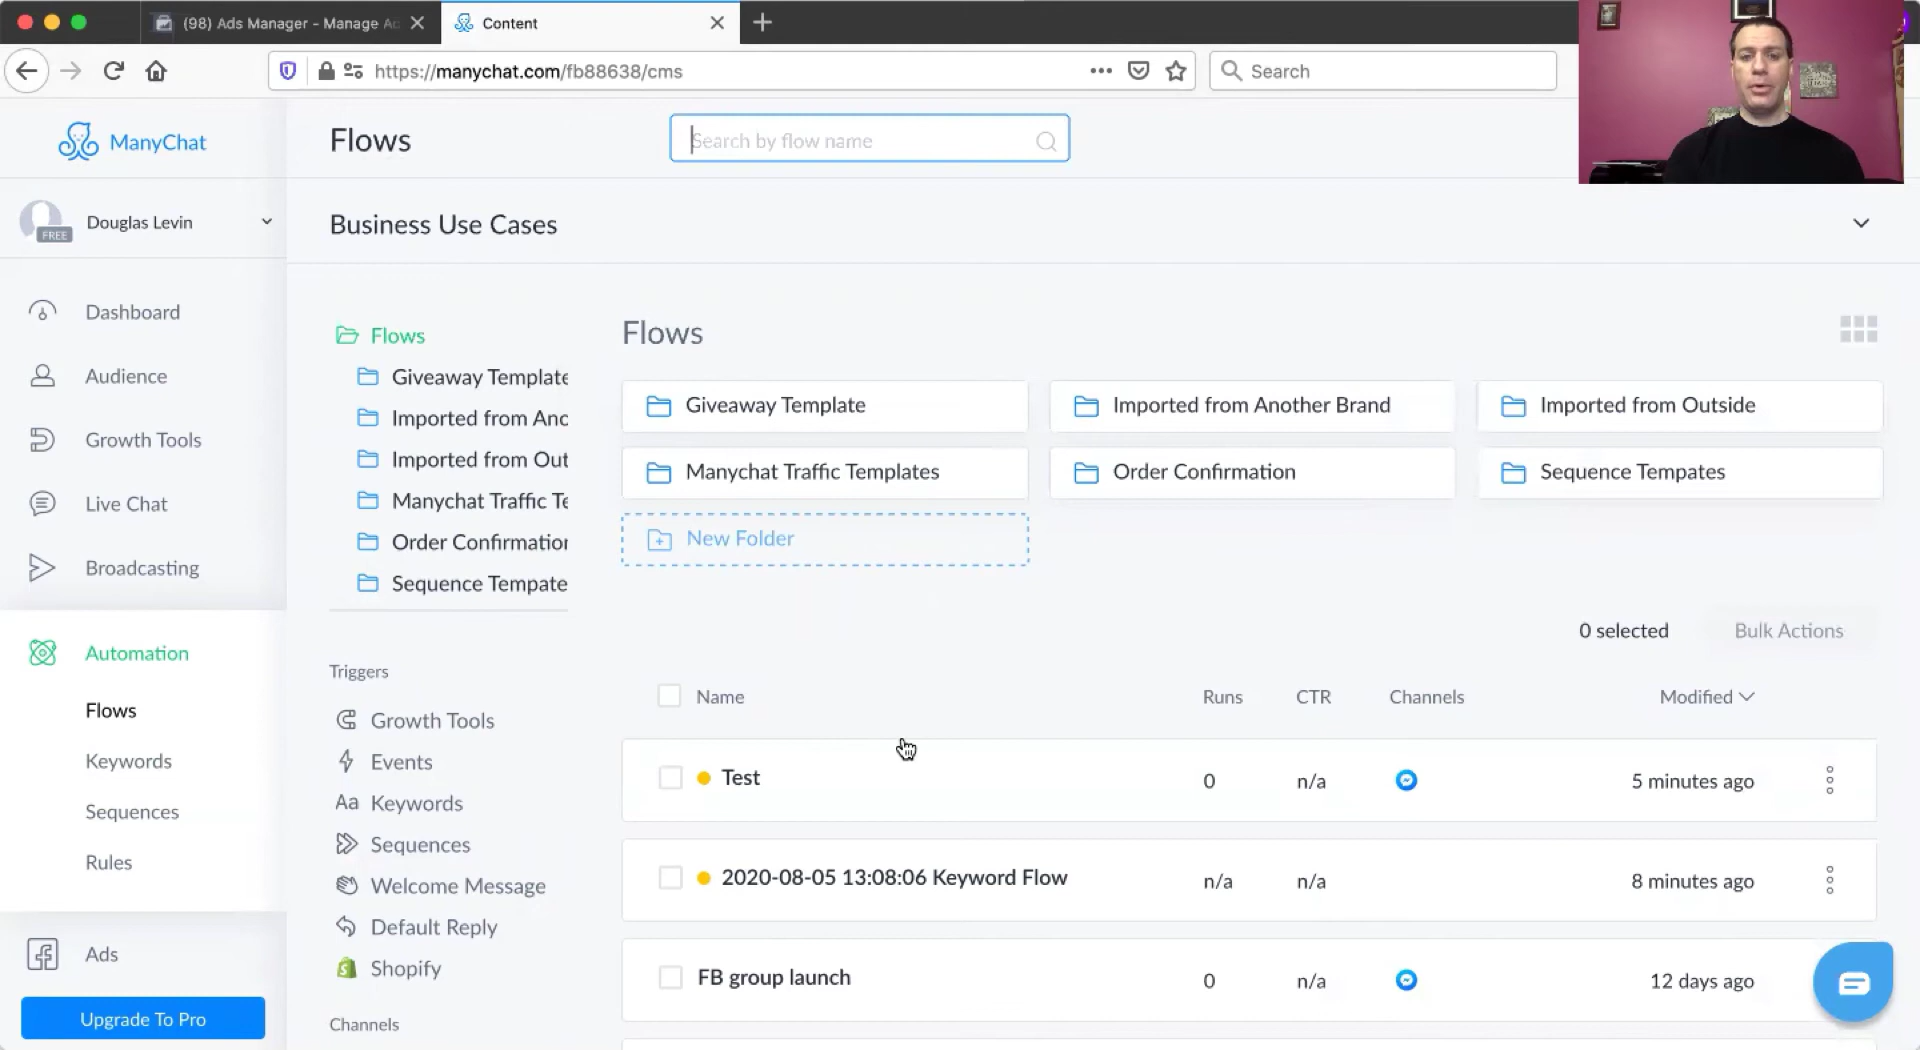 (98) Ads Manager - Manage Ac
Content
https://manychat.com/fb88638/cms
Search
ManyChat
Flows
Search by flow name
Douglas Levin
FREE
Business Use Cases
Dashboard
Audience
Growth Tools
Live Chat
Broadcasting
Automation
Flows
Keywords
Sequences
Rules
Ads
Upgrade To Pro
Flows
Giveaway Template
Imported from Ano
Imported from Out
Manychat Traffic Te
Order Confirmation
Sequence Tempate
Triggers
Growth Tools
Events
Aa Keywords
Sequences
Welcome Message
Default Reply
Shopify
Channels
Flows
Giveaway Template
Imported from Another Brand
Imported from Outside
Manychat Traffic Templates
Order Confirmation
Sequence Tempates
New Folder
0 selected
Bulk Actions
Name Runs CTR Channels Modified
Test 0 n/a 5 minutes ago
2020-08-05 13:08:06 Keyword Flow n/a n/a 8 minutes ago
FB group launch 0 n/a 12 days ago